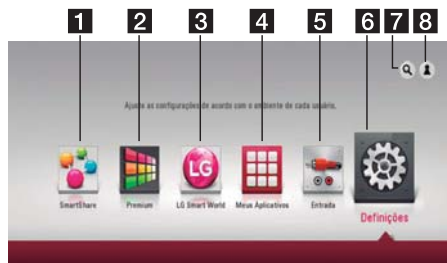 1 2 3 4 5 6 7 8
Ajuste as configurações de acordo com o ambiente de cada usuário.
LG
SmartShare Premium LG Smart World Meus Aplicativos Entrada
Definições